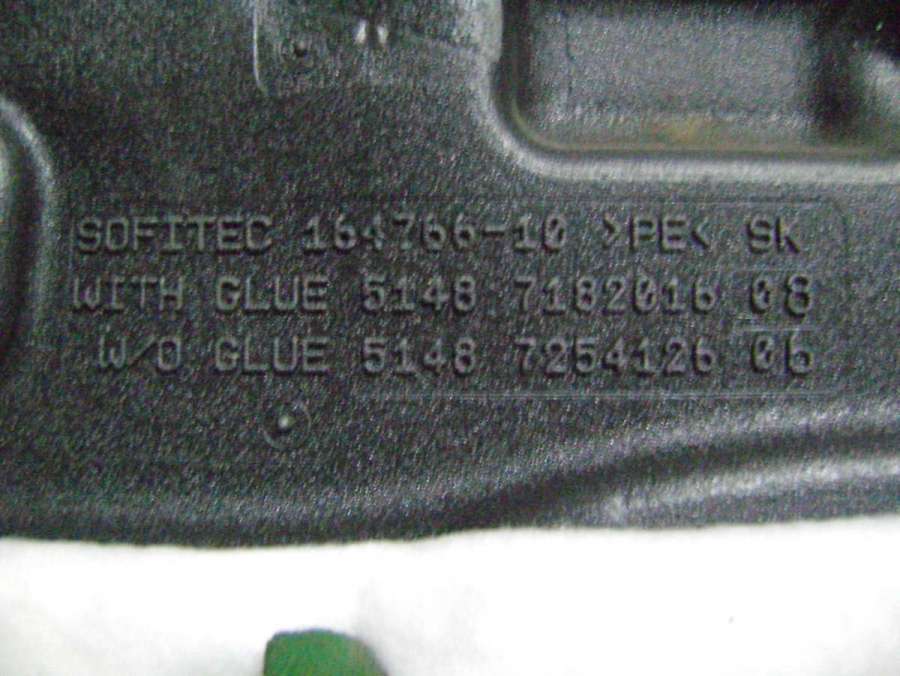 SOFITEC 164766-10 >PE< SK
WITH GLUE 5148 7182016 08
W/O GLUE 5148 7254126 06